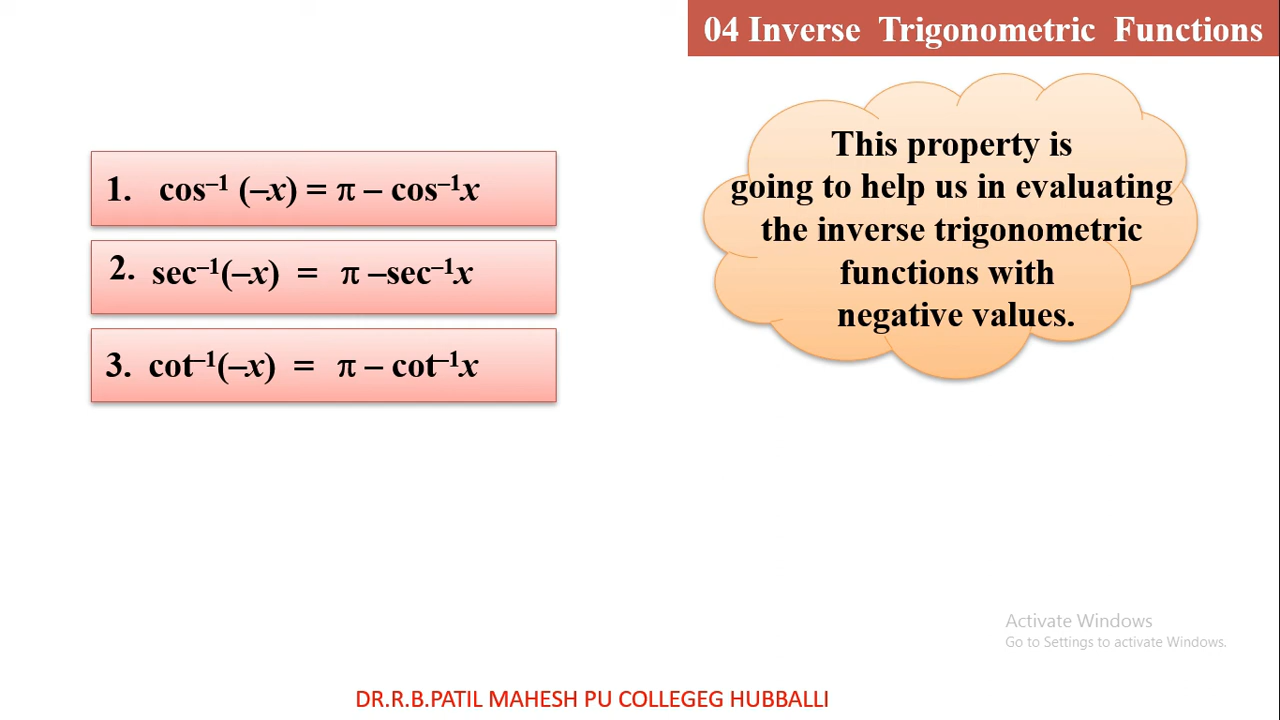 04 Inverse Trigonometric Functions
1. cos⁻¹ (–x) = π – cos⁻¹x
2. sec⁻¹(–x) = π –sec⁻¹x
3. cot⁻¹(–x) = π – cot⁻¹x
This property is
going to help us in evaluating
the inverse trigonometric
functions with
negative values.
Activate Windows
Go to Settings to activate Windows.
DR.R.B.PATIL MAHESH PU COLLEGEG HUBBALLI